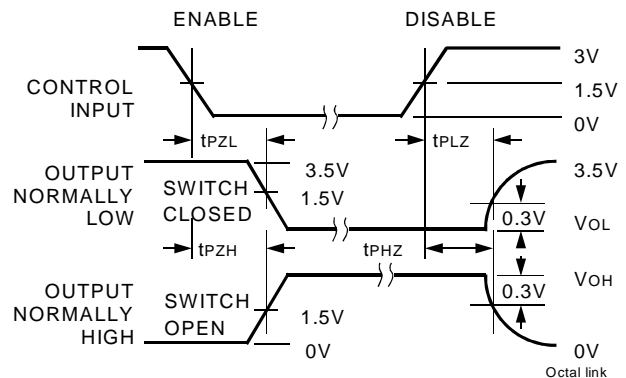 ENABLE
DISABLE
CONTROL
INPUT
3V
1.5V
0V
tPZL
tPLZ
OUTPUT
NORMALLY
LOW
SWITCH
CLOSED
3.5V
1.5V
3.5V
0.3V
VOL
tPZH
tPHZ
OUTPUT
NORMALLY
HIGH
SWITCH
OPEN
1.5V
0V
VOH
0.3V
0V
Octal link